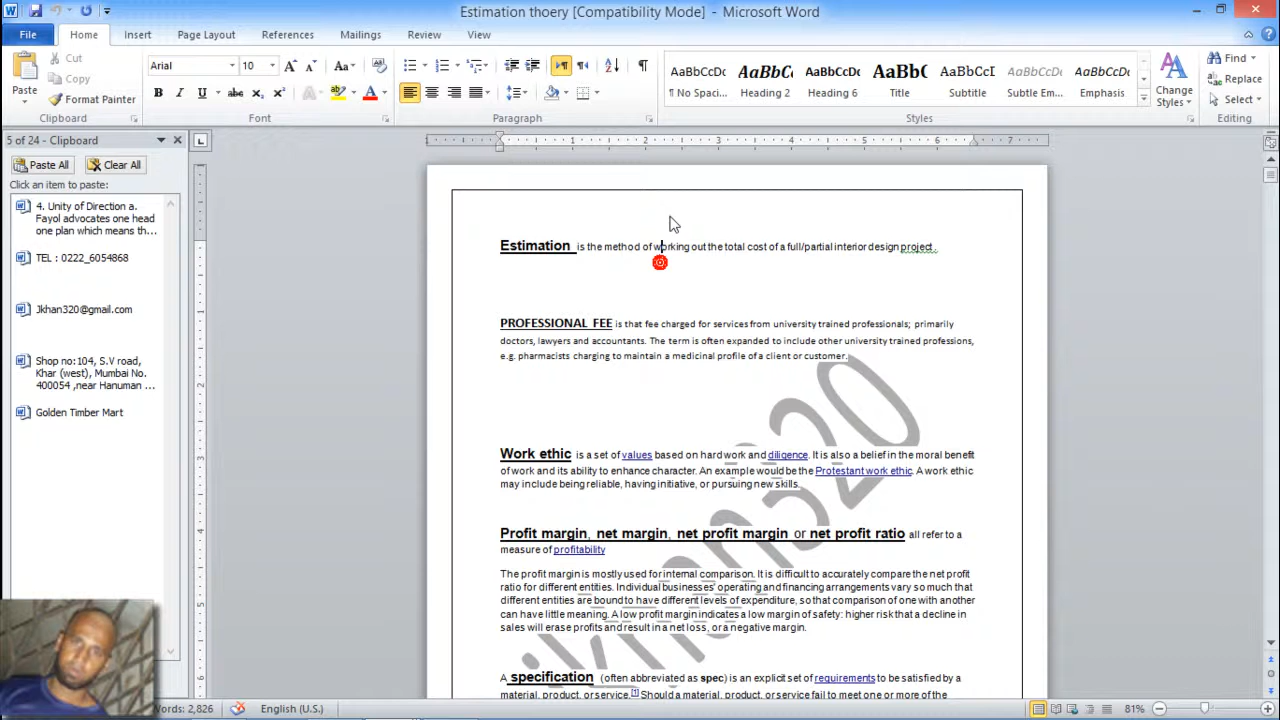 Estimation thoery [Compatibility Mode] - Microsoft Word
File Home Insert Page Layout References Mailings Review View
Paste
Cut
Copy
Format Painter
Clipboard
Arial 10
Font
Paragraph
AaBbCcDc AaBbC AaBbCcDc AaBb( AaBbCcD AaBbCcDc AaBbCcDc
¶ No Spaci... Heading 2 Heading 6 Title Subtitle Subtle Em... Emphasis
Change Styles
Styles
Find
Replace
Select
Editing
5 of 24 - Clipboard
Paste All Clear All
Click an item to paste:
4. Unity of Direction a.
Fayol advocates one head
one plan which means th...
TEL : 0222_6054868
Jkhan320@gmail.com
Shop no:104, S.V road,
Khar (west), Mumbai No.
400054 ,near Hanuman ...
Golden Timber Mart
Estimation is the method of working out the total cost of a full/partial interior design project .
PROFESSIONAL FEE is that fee charged for services from university trained professionals; primarily
doctors, lawyers and accountants. The term is often expanded to include other university trained professions,
e.g. pharmacists charging to maintain a medicinal profile of a client or customer.
Work ethic is a set of values based on hard work and diligence. It is also a belief in the moral benefit
of work and its ability to enhance character. An example would be the Protestant work ethic. A work ethic
may include being reliable, having initiative, or pursuing new skills.
Profit margin, net margin, net profit margin or net profit ratio all refer to a
measure of profitability
The profit margin is mostly used for internal comparison. It is difficult to accurately compare the net profit
ratio for different entities. Individual businesses' operating and financing arrangements vary so much that
different entities are bound to have different levels of expenditure, so that comparison of one with another
can have little meaning. A low profit margin indicates a low margin of safety: higher risk that a decline in
sales will erase profits and result in a net loss, or a negative margin.
A specification (often abbreviated as spec) is an explicit set of requirements to be satisfied by a
material, product, or service.[1] Should a material, product, or service fail to meet one or more of the
Words: 2,826 English (U.S.) 81%